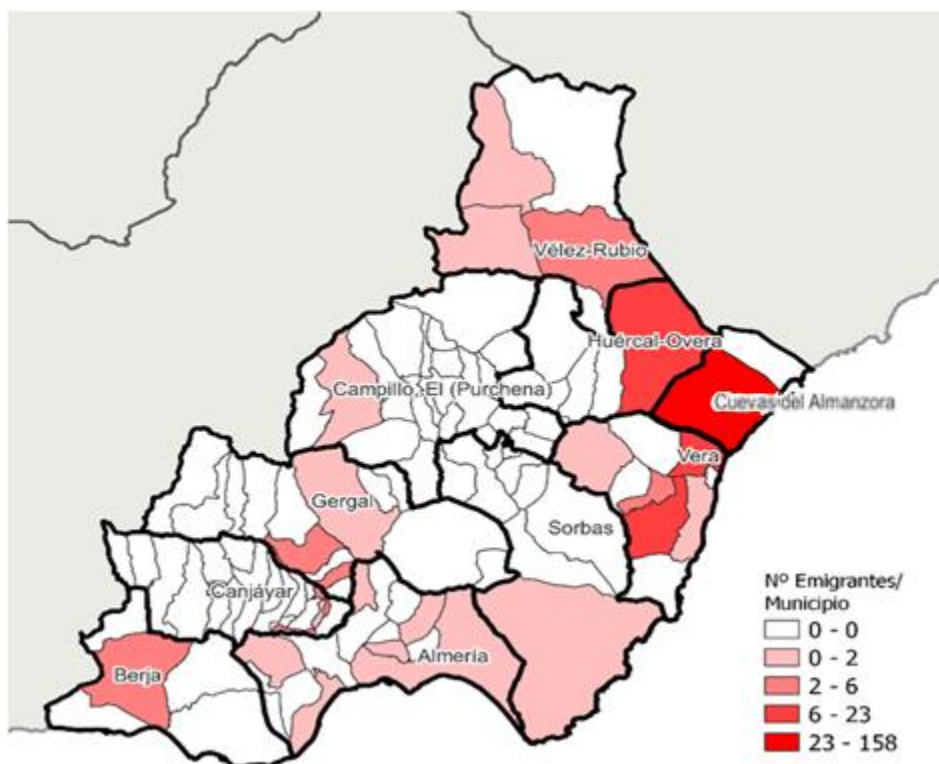 Vélez-Rubio
Huércal-Overa
Campillo, El (Purchena)
Cuevas del Almanzora
Vera
Gergal
Sorbas
Canjáyar
Almería
Berja
Nº Emigrantes/
Municipio
0 - 0
0 - 2
2 - 6
6 - 23
23 - 158